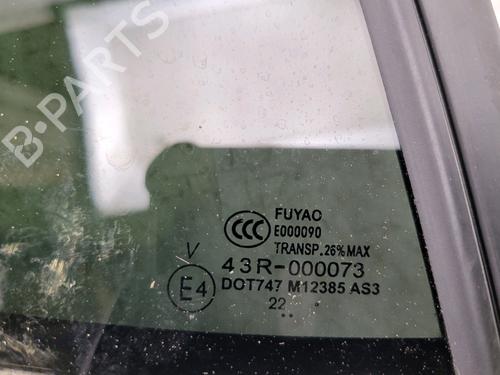 B-PARTS
CCC
FUYAO
E000090
TRANSP. 26% MAX
V
43R-000073
E4
DOT747 M12385 AS3
22
..